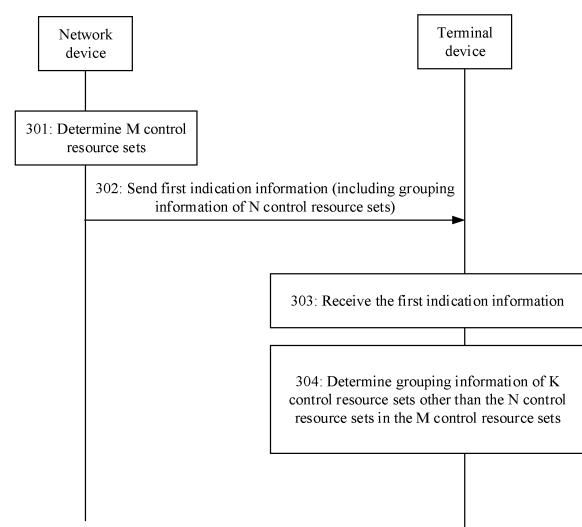 Network
device
Terminal
device
301: Determine M control
resource sets
302: Send first indication information (including grouping
information of N control resource sets)
303: Receive the first indication information
304: Determine grouping information of K
control resource sets other than the N control
resource sets in the M control resource sets